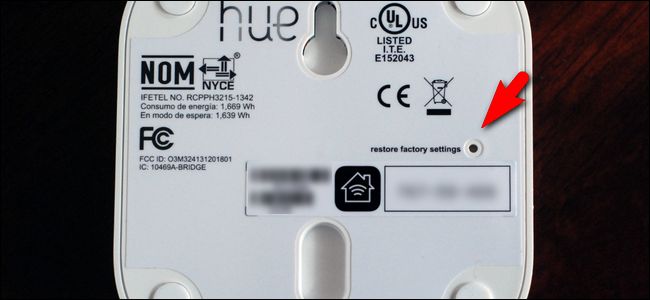 hue
C UL US
LISTED
I.T.E.
E152043
NOM
NYCE
IFETEL NO. RCPPH3215-1342
Consumo de energía: 1,669 Wh
En modo de espera: 1,639 Wh
CE
FC
restore factory settings
FCC ID: O3M324131201801
IC: 10469A-BRIDGE